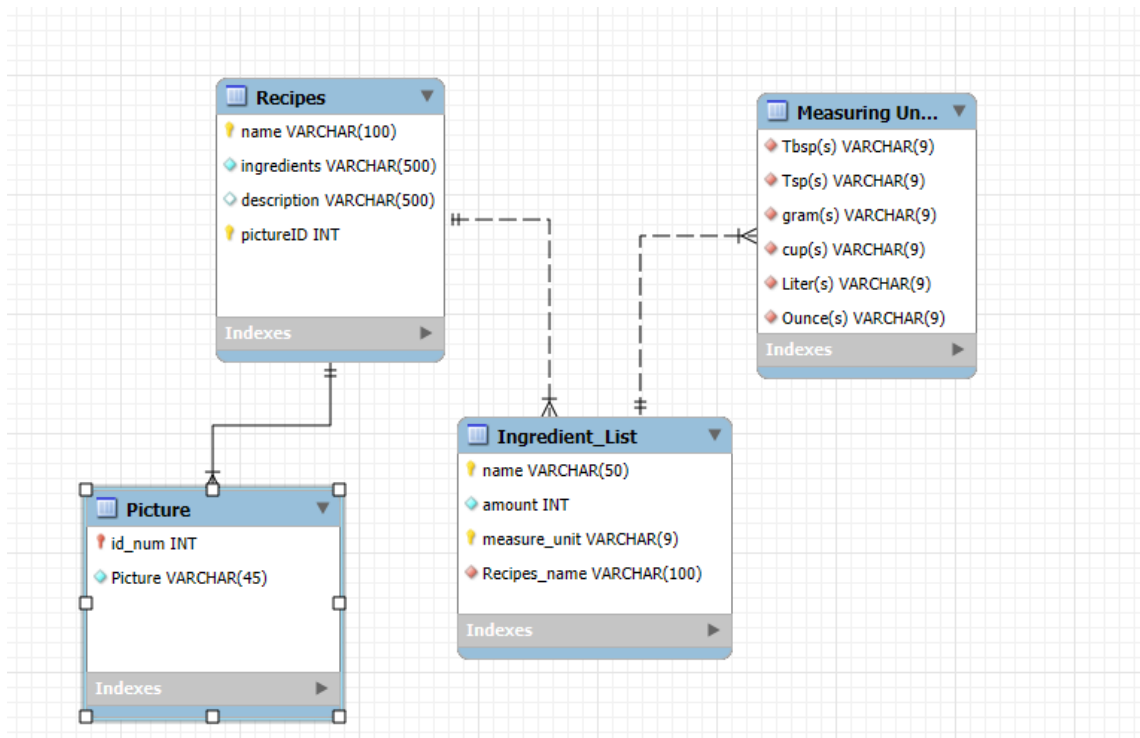 Recipes
name VARCHAR(100)
ingredients VARCHAR(500)
description VARCHAR(500)
pictureID INT
Indexes
Measuring Un...
Tbsp(s) VARCHAR(9)
Tsp(s) VARCHAR(9)
gram(s) VARCHAR(9)
cup(s) VARCHAR(9)
Liter(s) VARCHAR(9)
Ounce(s) VARCHAR(9)
Indexes
Ingredient_List
name VARCHAR(50)
amount INT
measure_unit VARCHAR(9)
Recipes_name VARCHAR(100)
Indexes
Picture
id_num INT
Picture VARCHAR(45)
Indexes